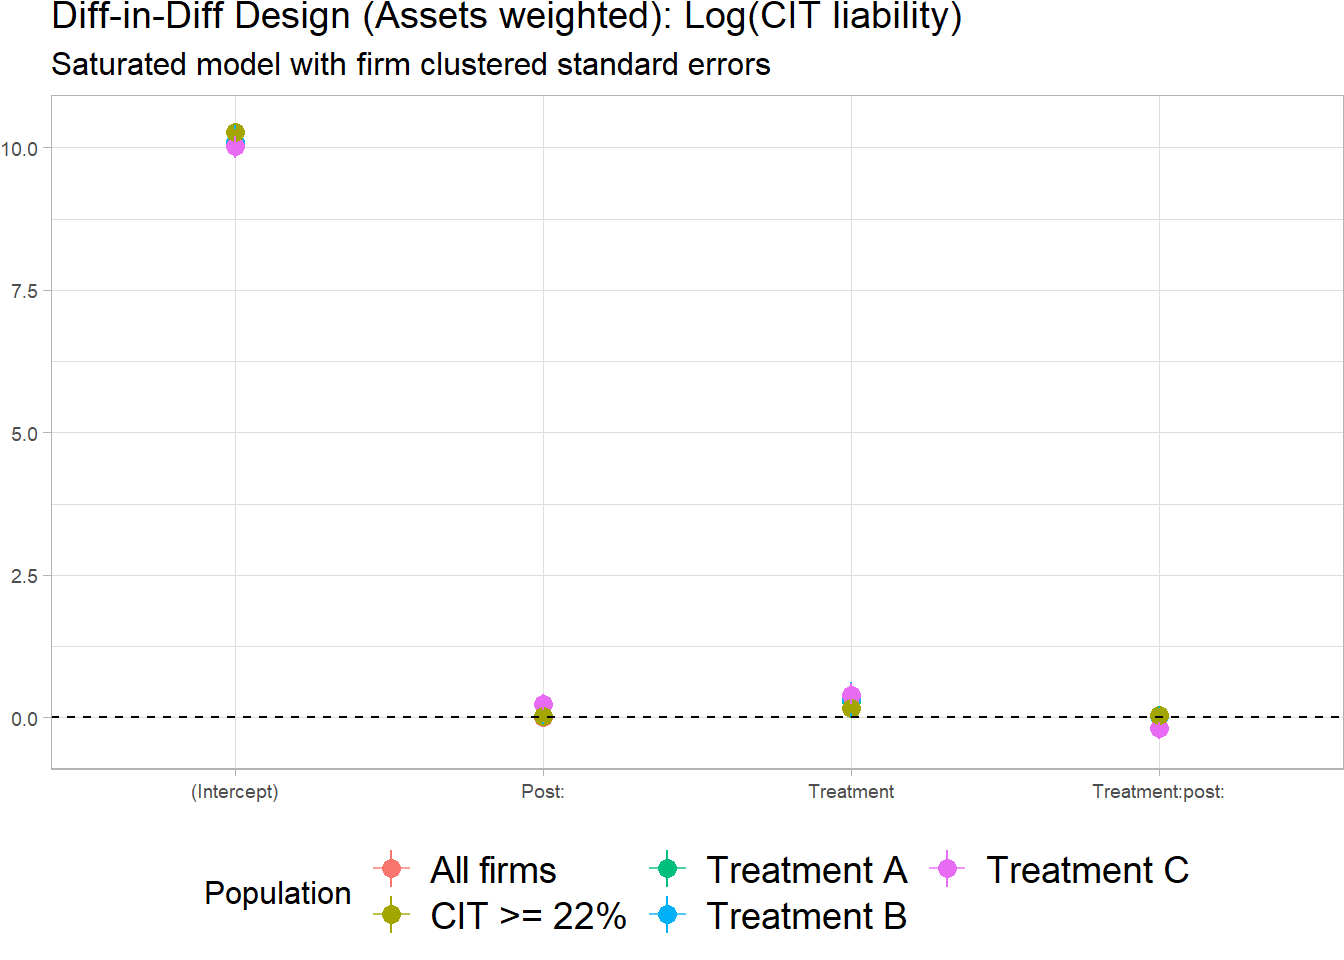 Diff-in-Diff Design (Assets weighted): Log(CIT liability)
Saturated model with firm clustered standard errors
10.0
7.5
5.0
2.5
0.0
(Intercept)
Post:
Treatment
Treatment:post:
Population
All firms
CIT >= 22%
Treatment A
Treatment B
Treatment C